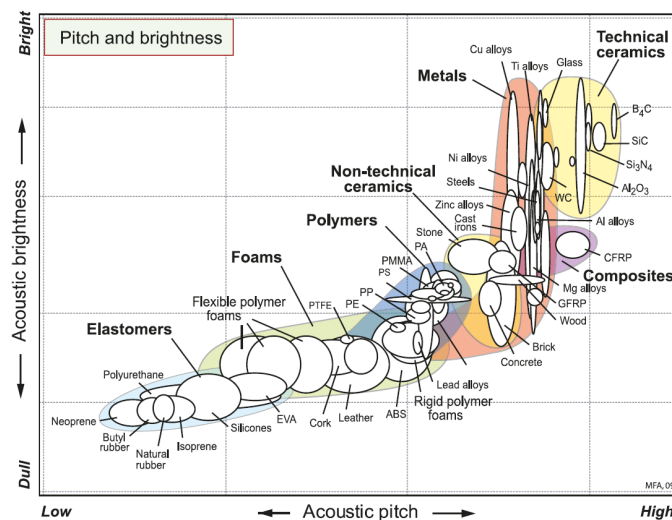 Bright
Pitch and brightness
Cu alloys
Ti alloys
Glass
Technical
ceramics
Metals
B4C
SiC
Si3N4
Al2O3
Non-technical
ceramics
Ni alloys
Steels
WC
Zinc alloys
Cast
irons
Al alloys
Polymers
Stone
PA
PMMA
PS
PP
PTFE
PE
CFRP
Composites
Mg alloys
GFRP
Wood
Brick
Concrete
Foams
Flexible polymer
foams
Elastomers
Polyurethane
Neoprene
Butyl
rubber
Natural
rubber
Isoprene
Silicones
EVA
Cork
Leather
ABS
Lead alloys
Rigid polymer
foams
Acoustic brightness
Dull
MFA, 09
Low
Acoustic pitch
High